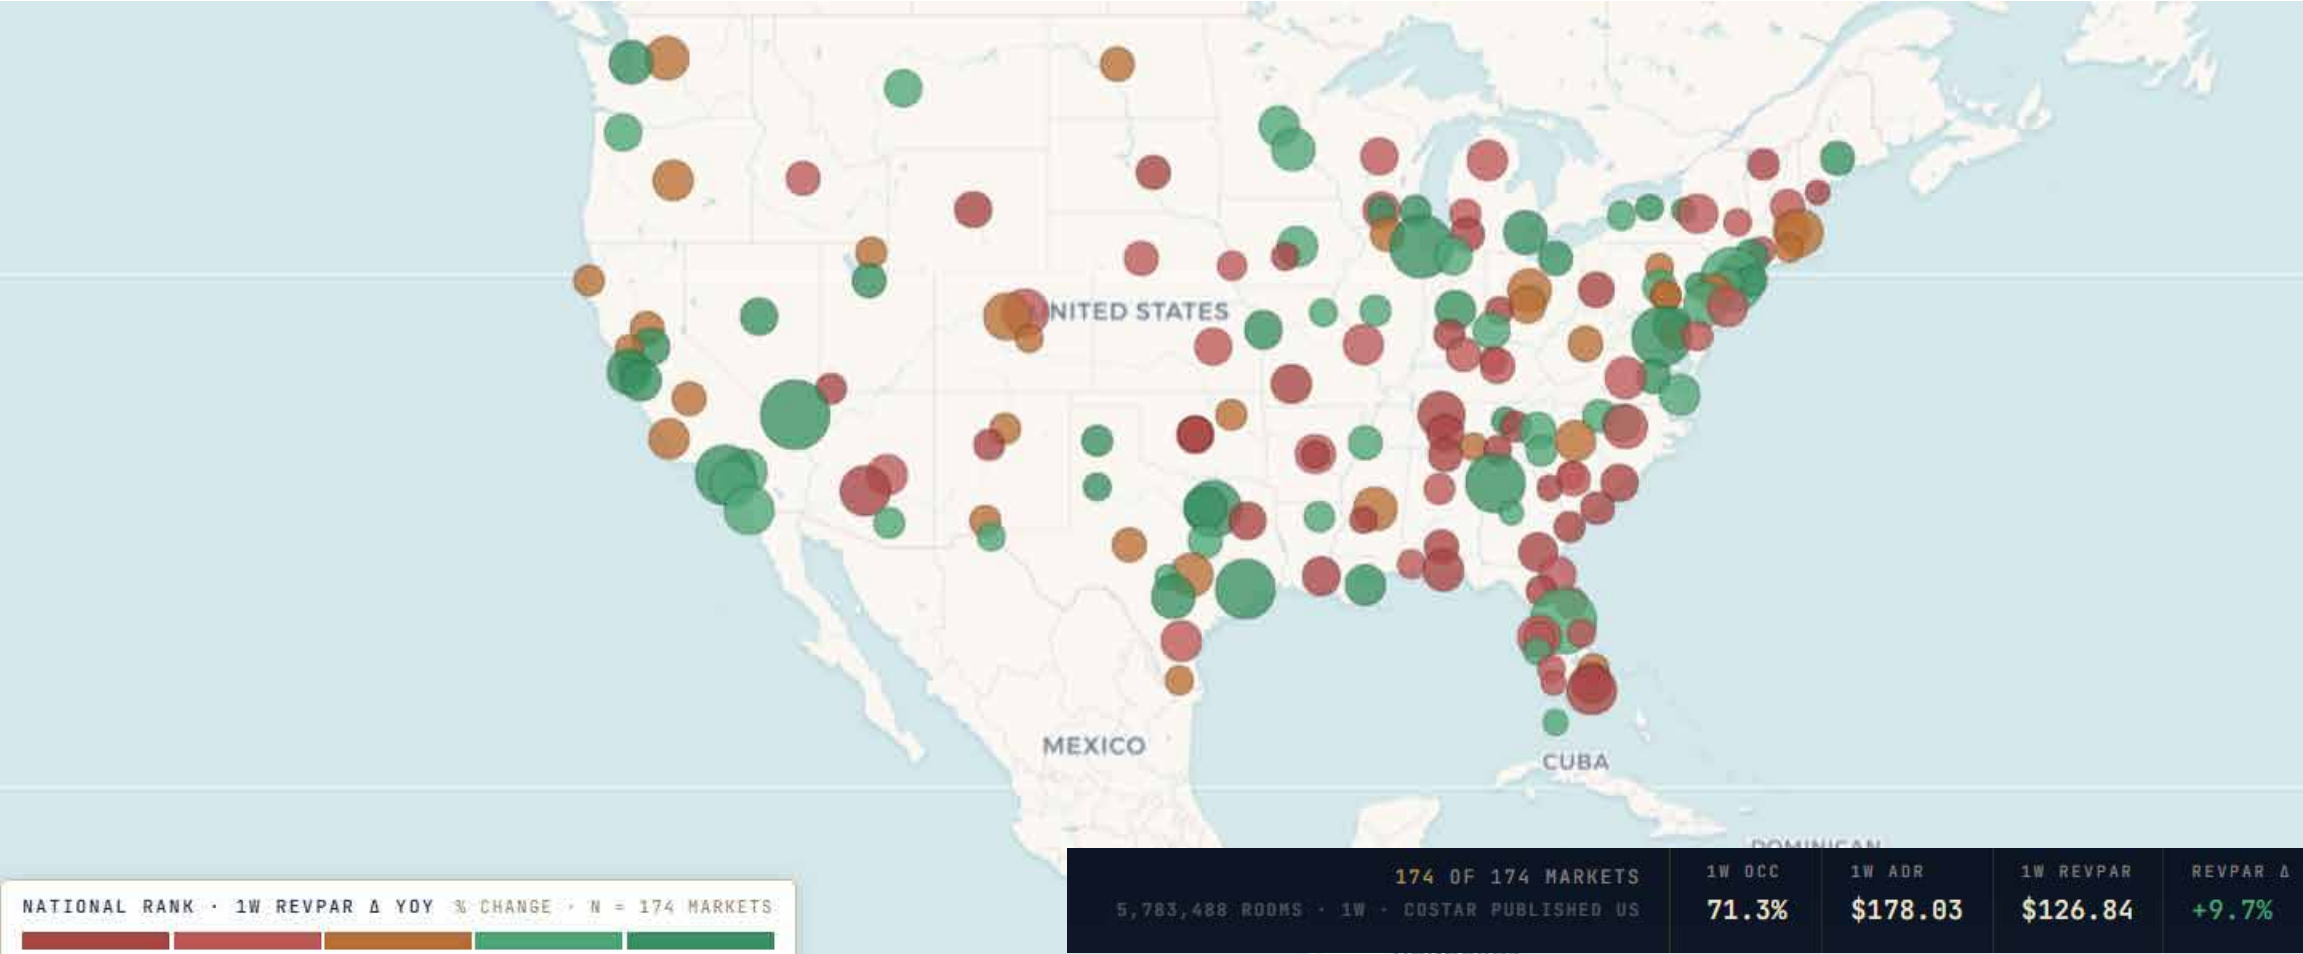 NITED STATES
MEXICO
CUBA
DOMINICAN
NATIONAL RANK · 1W REVPAR Δ YOY % CHANGE · N = 174 MARKETS
174 OF 174 MARKETS
5,783,488 ROOMS · 1W · COSTAR PUBLISHED US
1W OCC
71.3%
1W ADR
$178.03
1W REVPAR
$126.84
REVPAR Δ
+9.7%